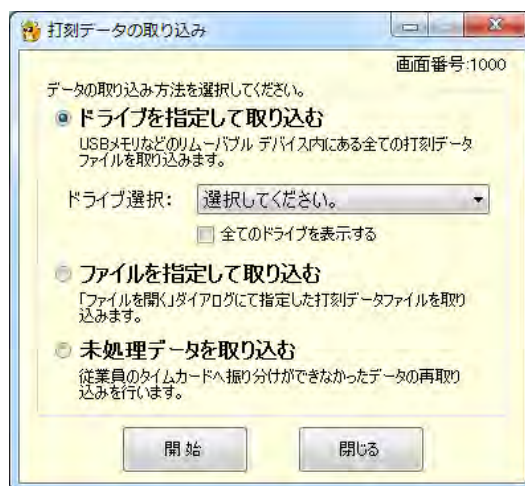 打刻データの取り込み
画面番号:1000
データの取り込み方法を選択してください。
ドライブを指定して取り込む
USBメモリなどのリムーバブル デバイス内にある全ての打刻データ
ファイルを取り込みます。
ドライブ選択: 選択してください。
全てのドライブを表示する
ファイルを指定して取り込む
「ファイルを開く」ダイアログにて指定した打刻データファイルを取り
込みます。
未処理データを取り込む
従業員のタイムカードへ振り分けができなかったデータの再取り
込みを行います。
開始 閉じる